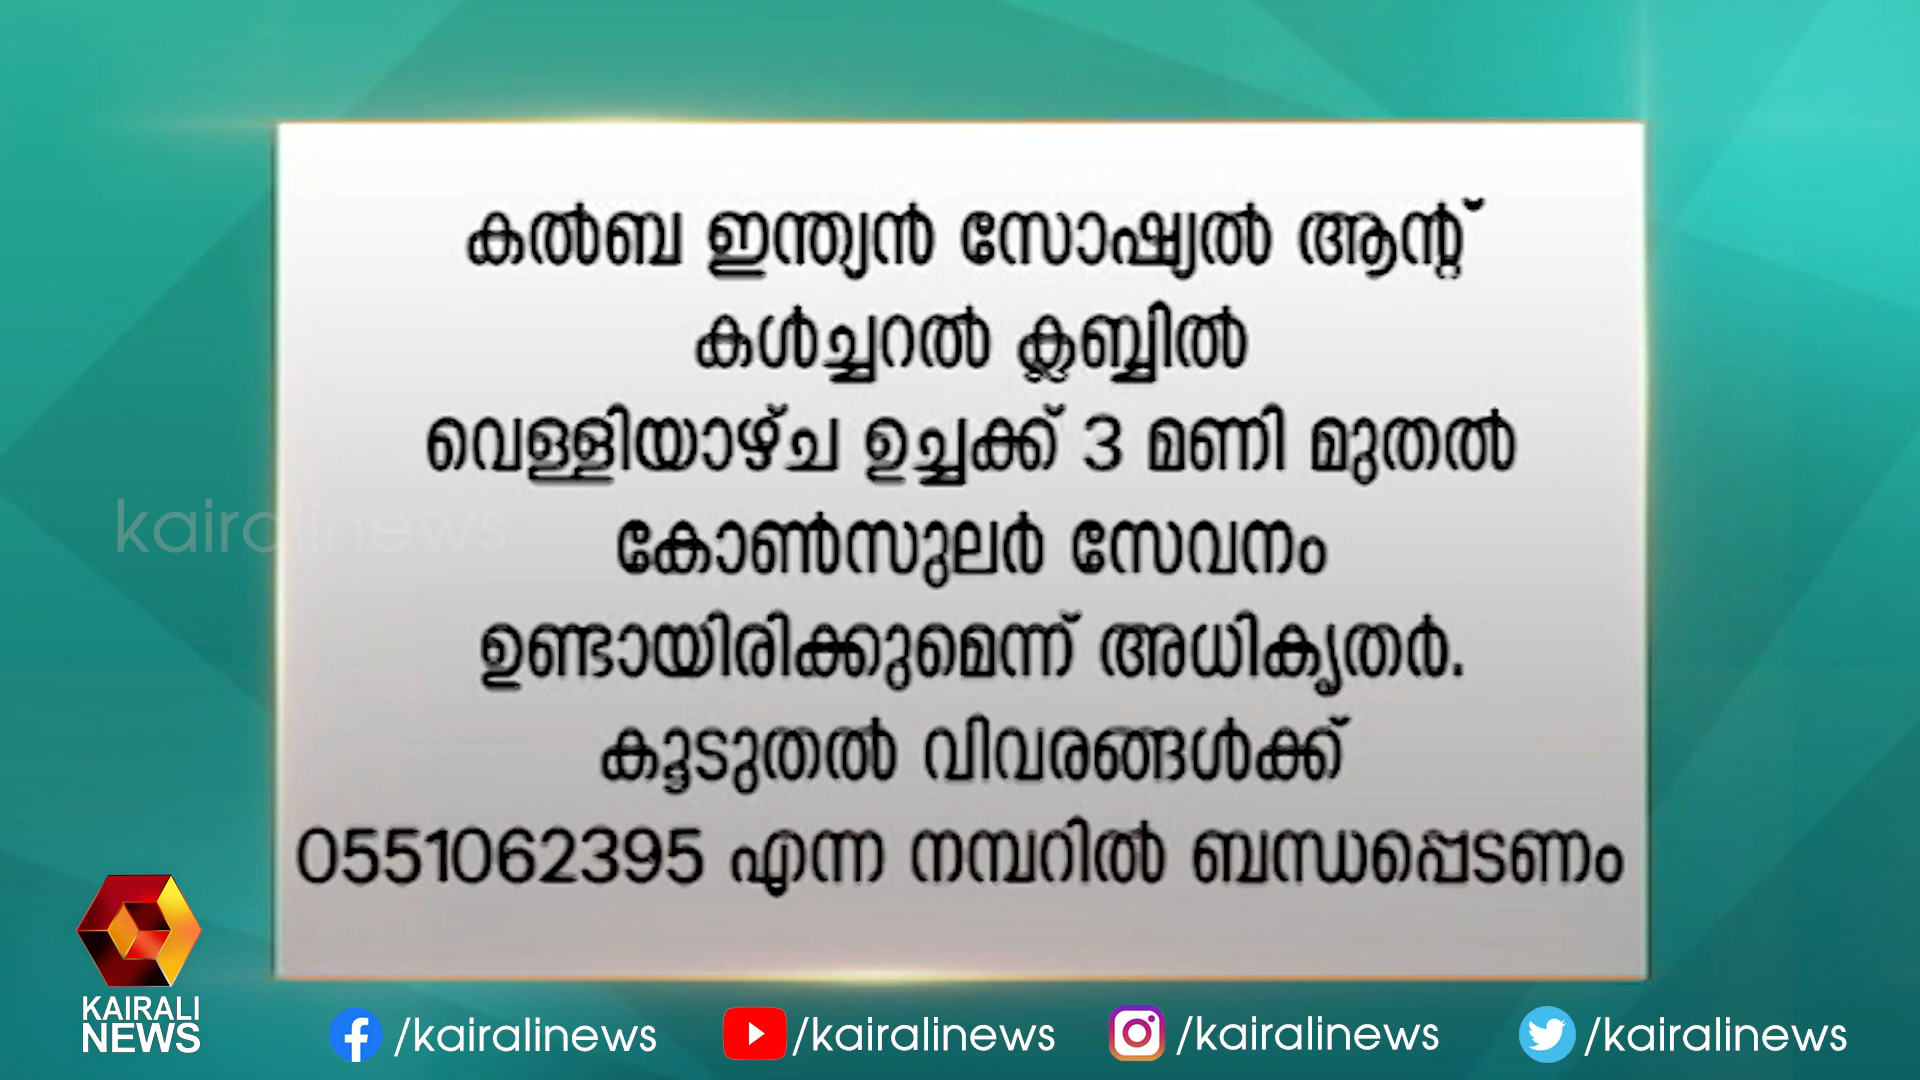 കൽബ ഇന്ത്യൻ സോഷ്യൽ ആന്റ്
കൾച്ചറൽ ക്ലബ്ബിൽ
വെള്ളിയാഴ്ച ഉച്ചക്ക് 3 മണി മുതൽ
kairalinews
കോൺസുലർ സേവനം
ഉണ്ടായിരിക്കുമെന്ന് അധികൃതർ.
കൂടുതൽ വിവരങ്ങൾക്ക്
0551062395 എന്ന നമ്പറിൽ ബന്ധപ്പെടണം
KAIRALI
NEWS
/kairalinews /kairalinews /kairalinews /kairalinews